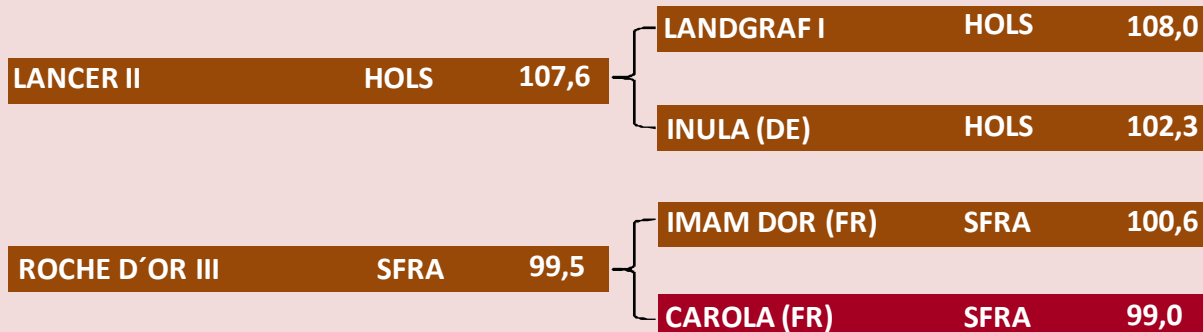 LANDGRAF I HOLS 108,0
LANCER II HOLS 107,6
INULA (DE) HOLS 102,3
IMAM DOR (FR) SFRA 100,6
ROCHE D´OR III SFRA 99,5
CAROLA (FR) SFRA 99,0